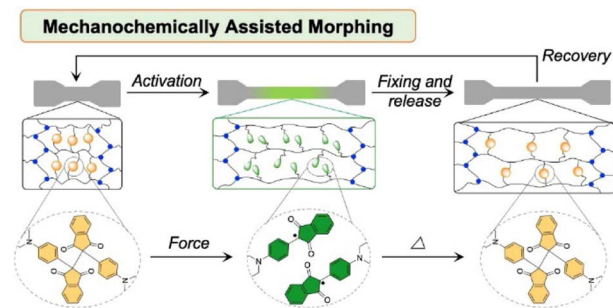 Mechanochemically Assisted Morphing
Recovery
Activation
Fixing and
release
N
O
O
O
O
N
Force
O
O
N
N
O
O
△
N
O
O
O
O
N